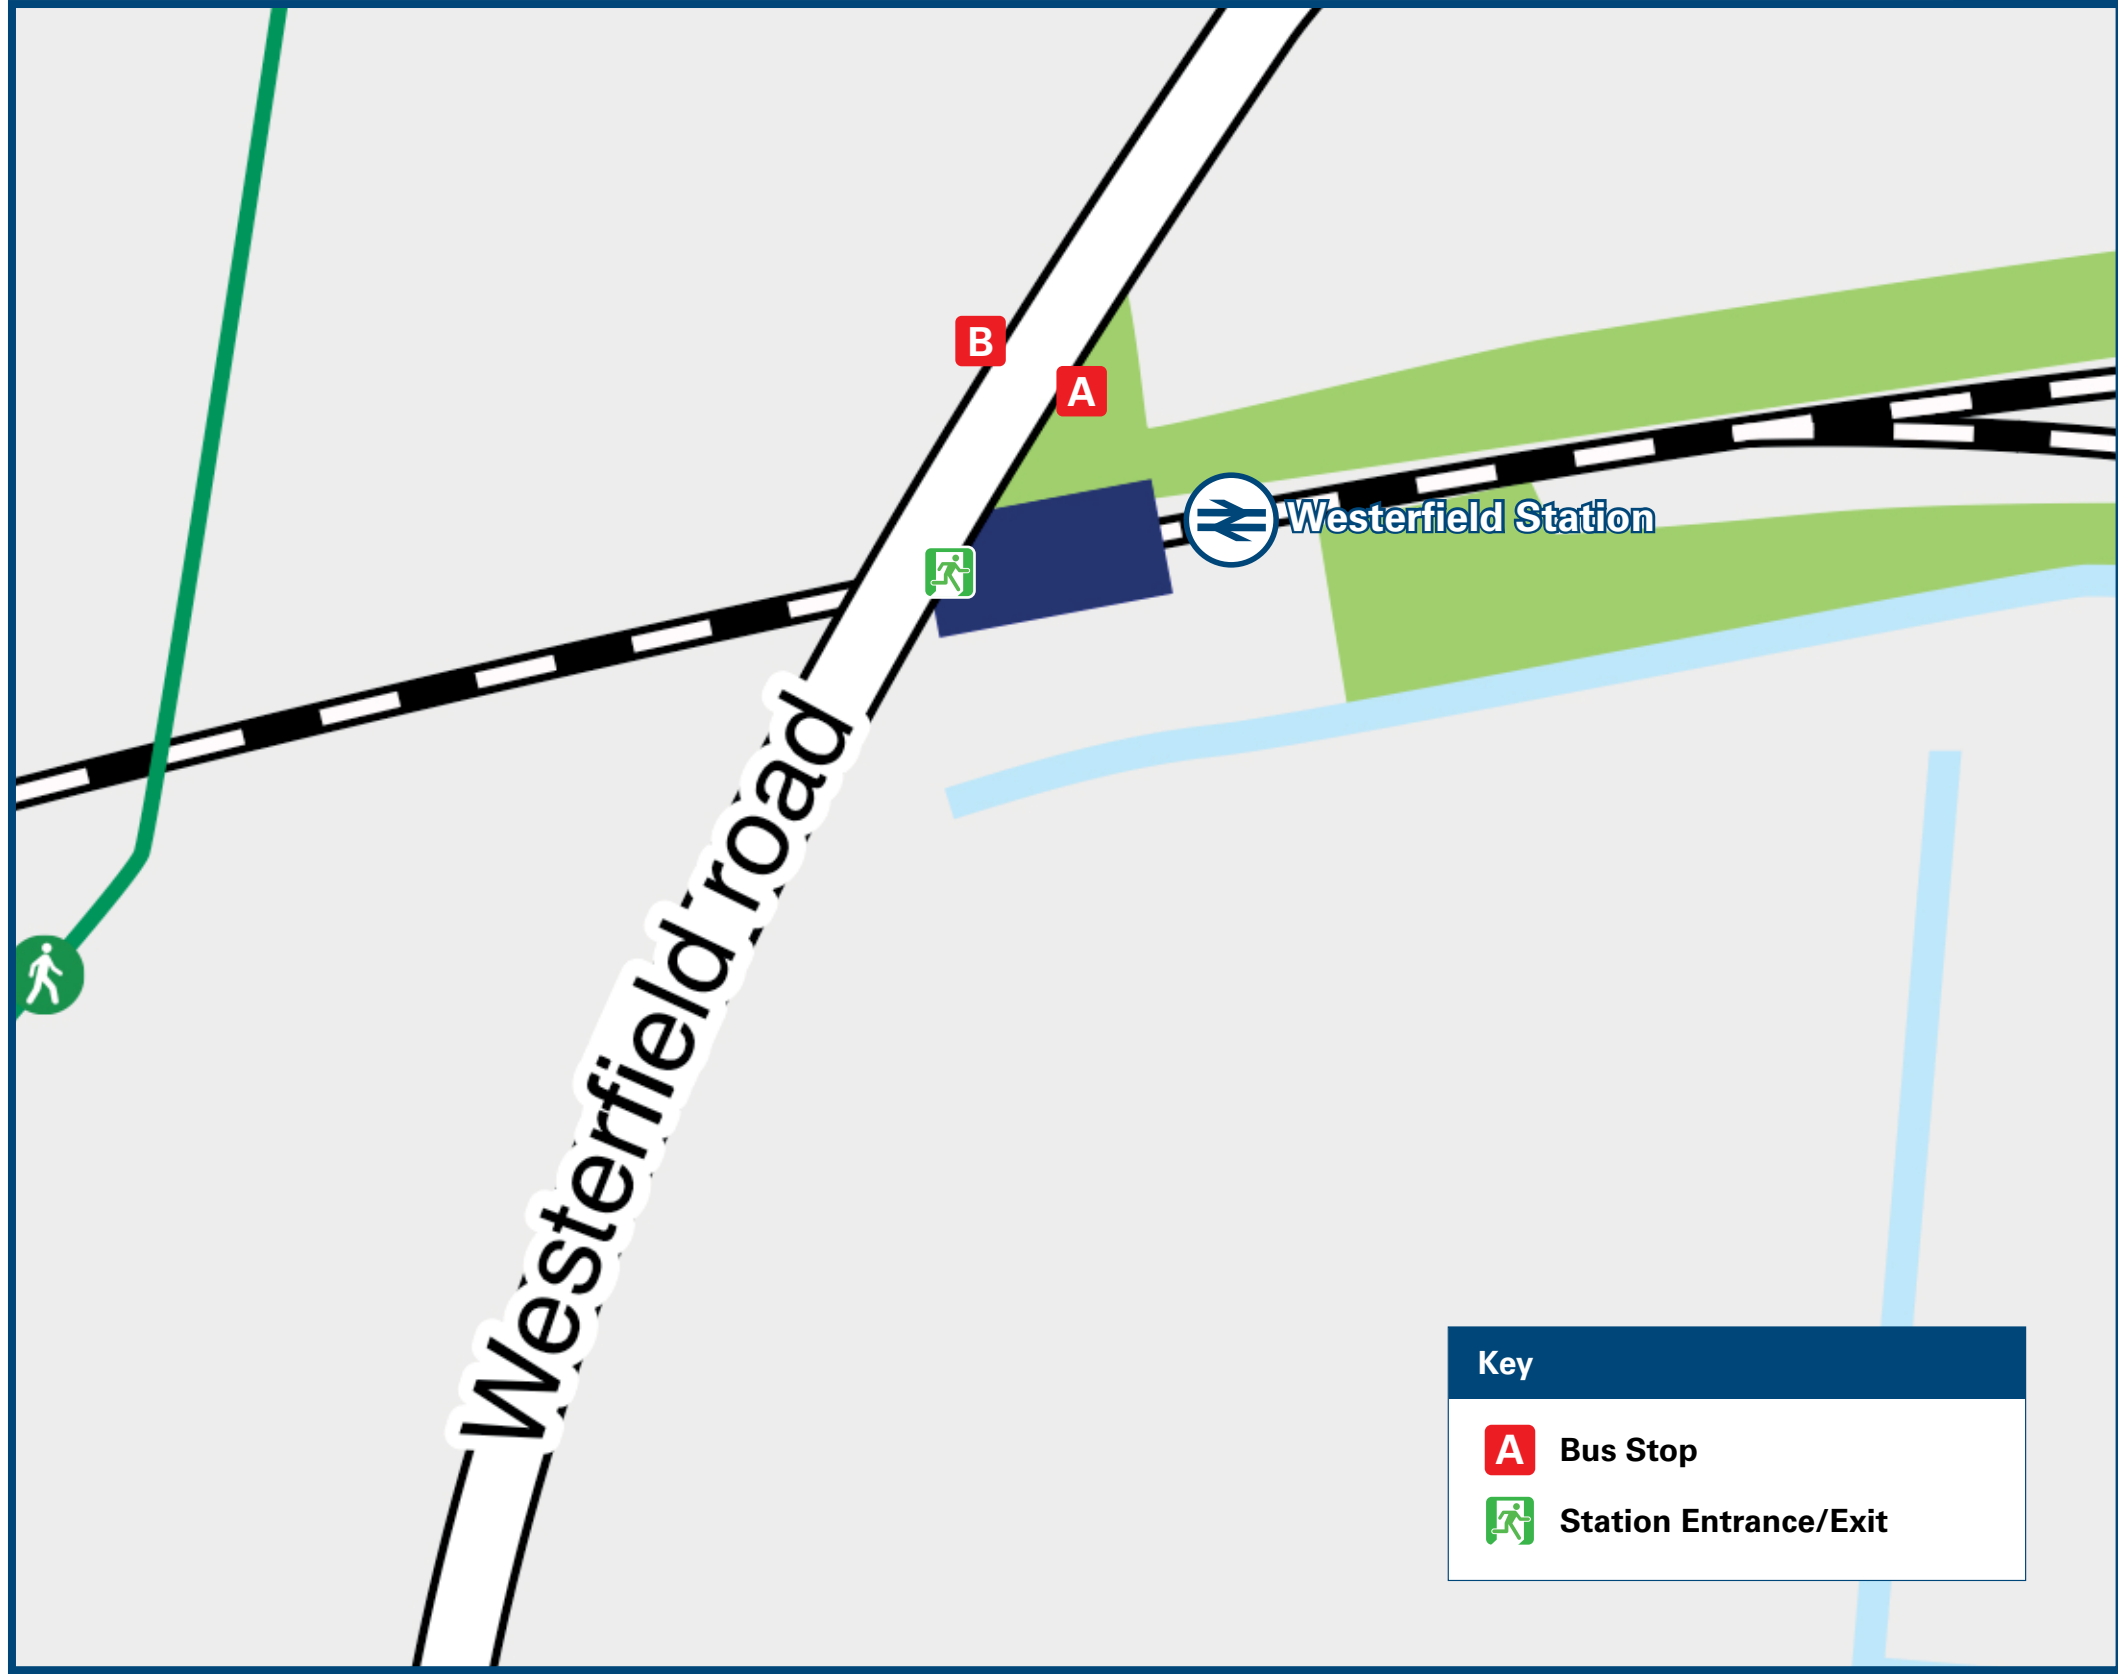 B
A
Westerfield Station
Westerfield road
Key
A Bus Stop
Station Entrance/Exit